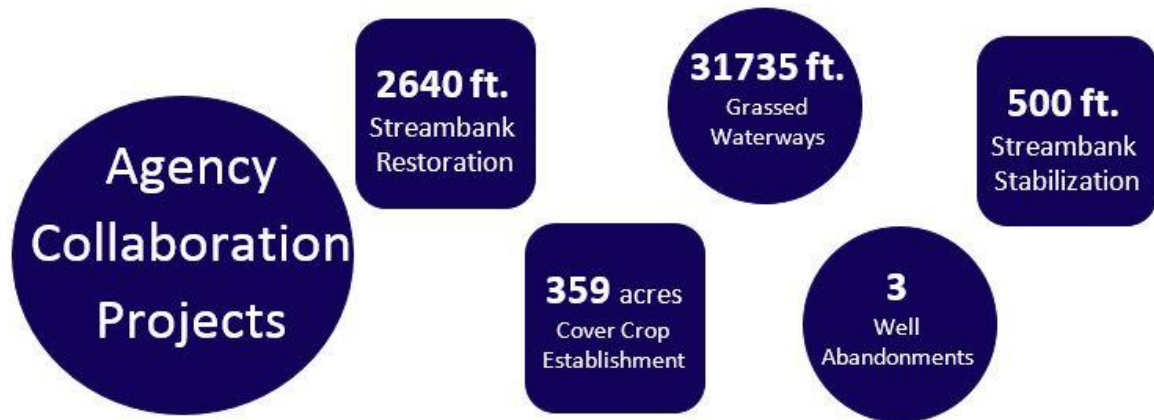 Agency
Collaboration
Projects
2640 ft.
Streambank
Restoration
31735 ft.
Grassed
Waterways
500 ft.
Streambank
Stabilization
359 acres
Cover Crop
Establishment
3
Well
Abandonments